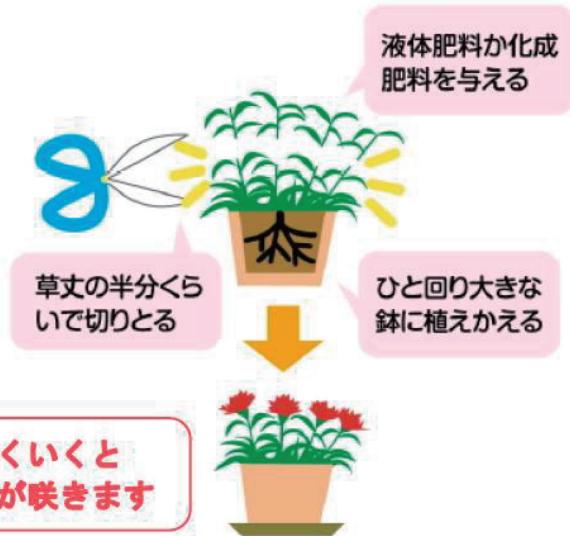 液体肥料か化成
肥料を与える
草丈の半分くら
いで切りとる
ひと回り大きな
鉢に植えかえる
くいくと
が咲きます